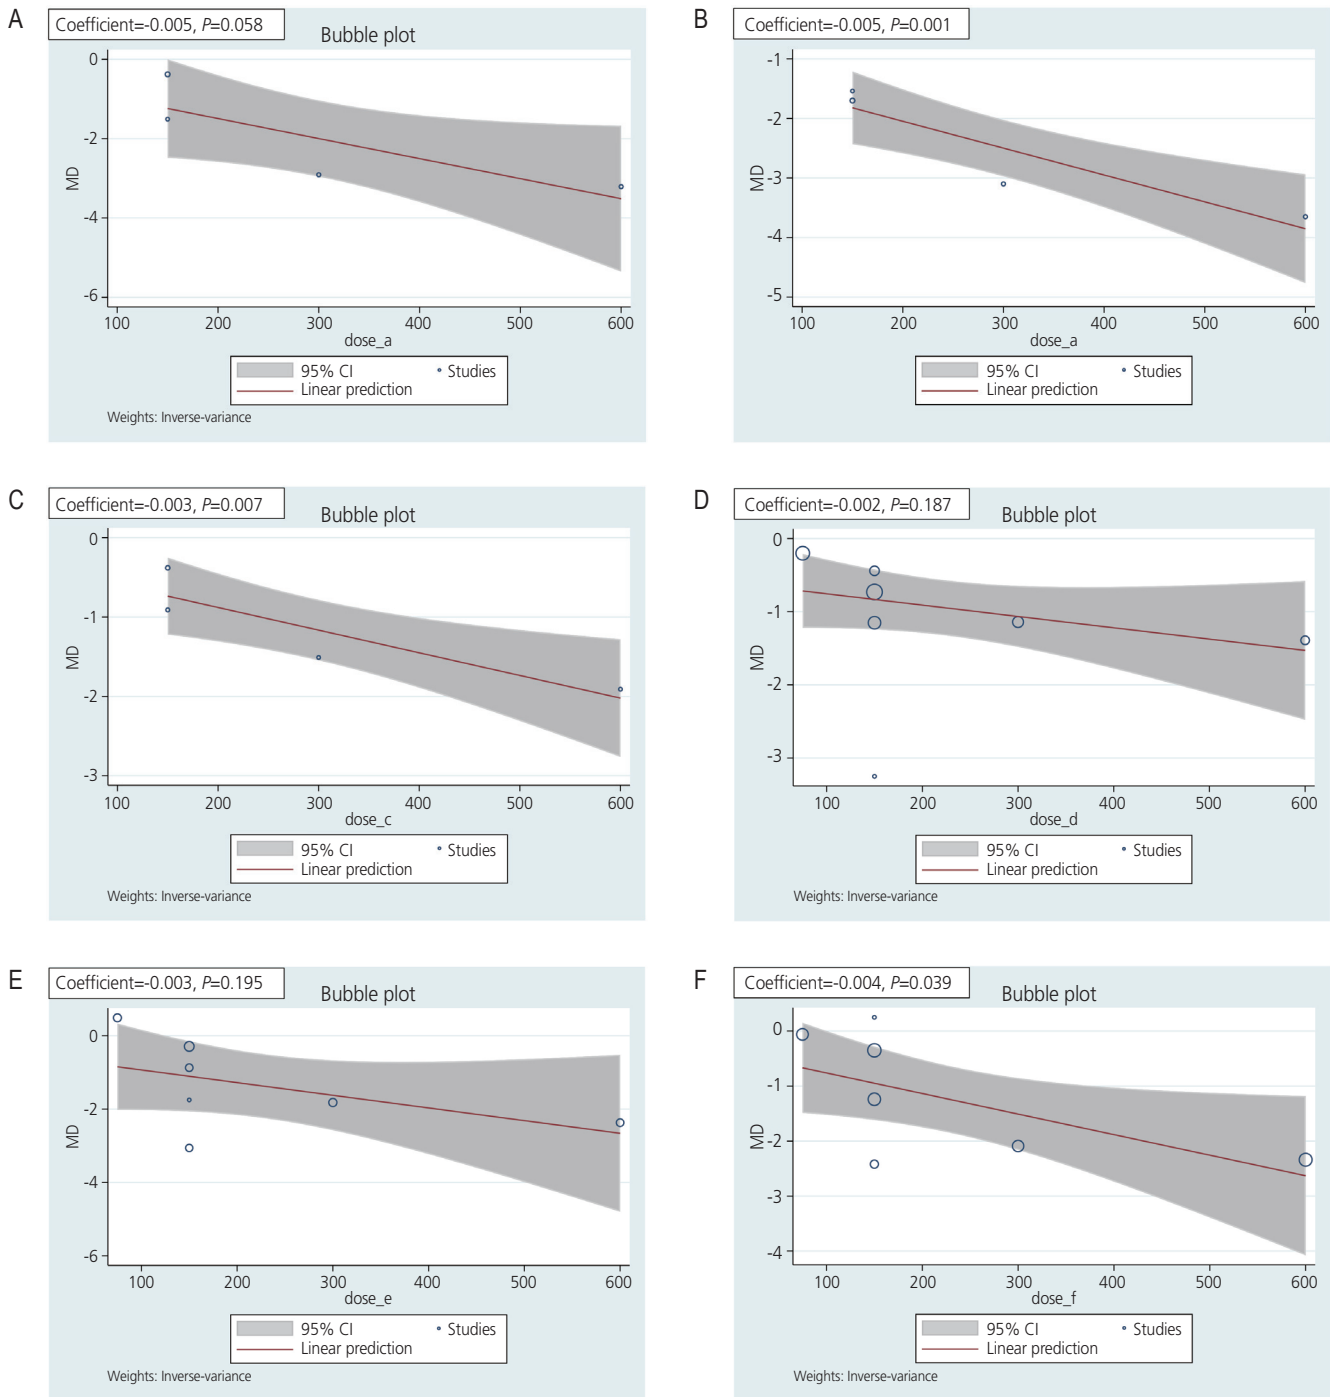 A
Coefficient=-0.005, P=0.058
Bubble plot
0
-2
-4
-6
MD
100 200 300 400 500 600
dose_a
95% CI Studies
Linear prediction
Weights: Inverse-variance
B
Coefficient=-0.005, P=0.001
Bubble plot
-1
-2
-3
-4
-5
MD
100 200 300 400 500 600
dose_a
95% CI Studies
Linear prediction
Weights: Inverse-variance
C
Coefficient=-0.003, P=0.007
Bubble plot
0
-1
-2
-3
MD
100 200 300 400 500 600
dose_c
95% CI Studies
Linear prediction
Weights: Inverse-variance
D
Coefficient=-0.002, P=0.187
Bubble plot
0
-1
-2
-3
MD
100 200 300 400 500 600
dose_d
95% CI Studies
Linear prediction
Weights: Inverse-variance
E
Coefficient=-0.003, P=0.195
Bubble plot
0
-2
-4
-6
MD
100 200 300 400 500 600
dose_e
95% CI Studies
Linear prediction
Weights: Inverse-variance
F
Coefficient=-0.004, P=0.039
Bubble plot
0
-1
-2
-3
-4
MD
100 200 300 400 500 600
dose_f
95% CI Studies
Linear prediction
Weights: Inverse-variance